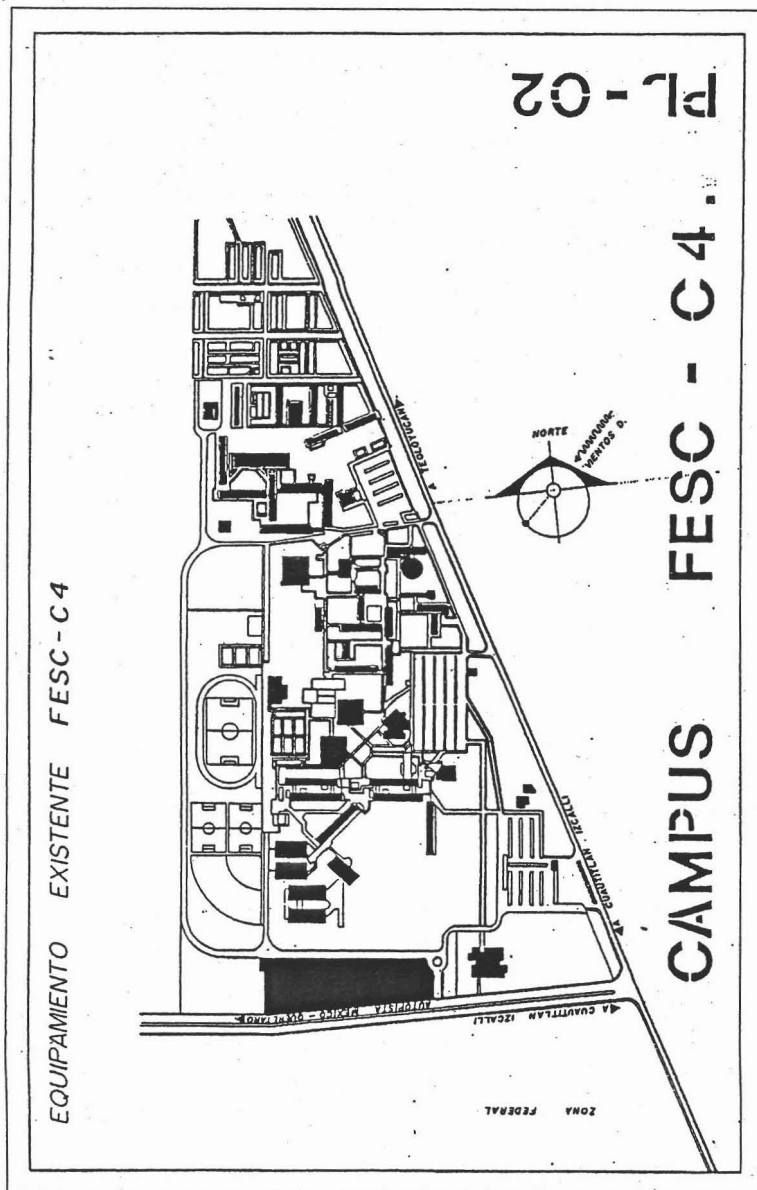 EQUIPAMIENTO EXISTENTE FESC-C4
A TEOLOYUCAN
NORTE
VIENTOS D.
A CUAUTITLAN IZCALLI
AUTOPISTA MEXICO - QUERETARO
A CUAUTITLAN IZCALLI
ZONA FEDERAL
CAMPUS FESC - C4.
PL-02